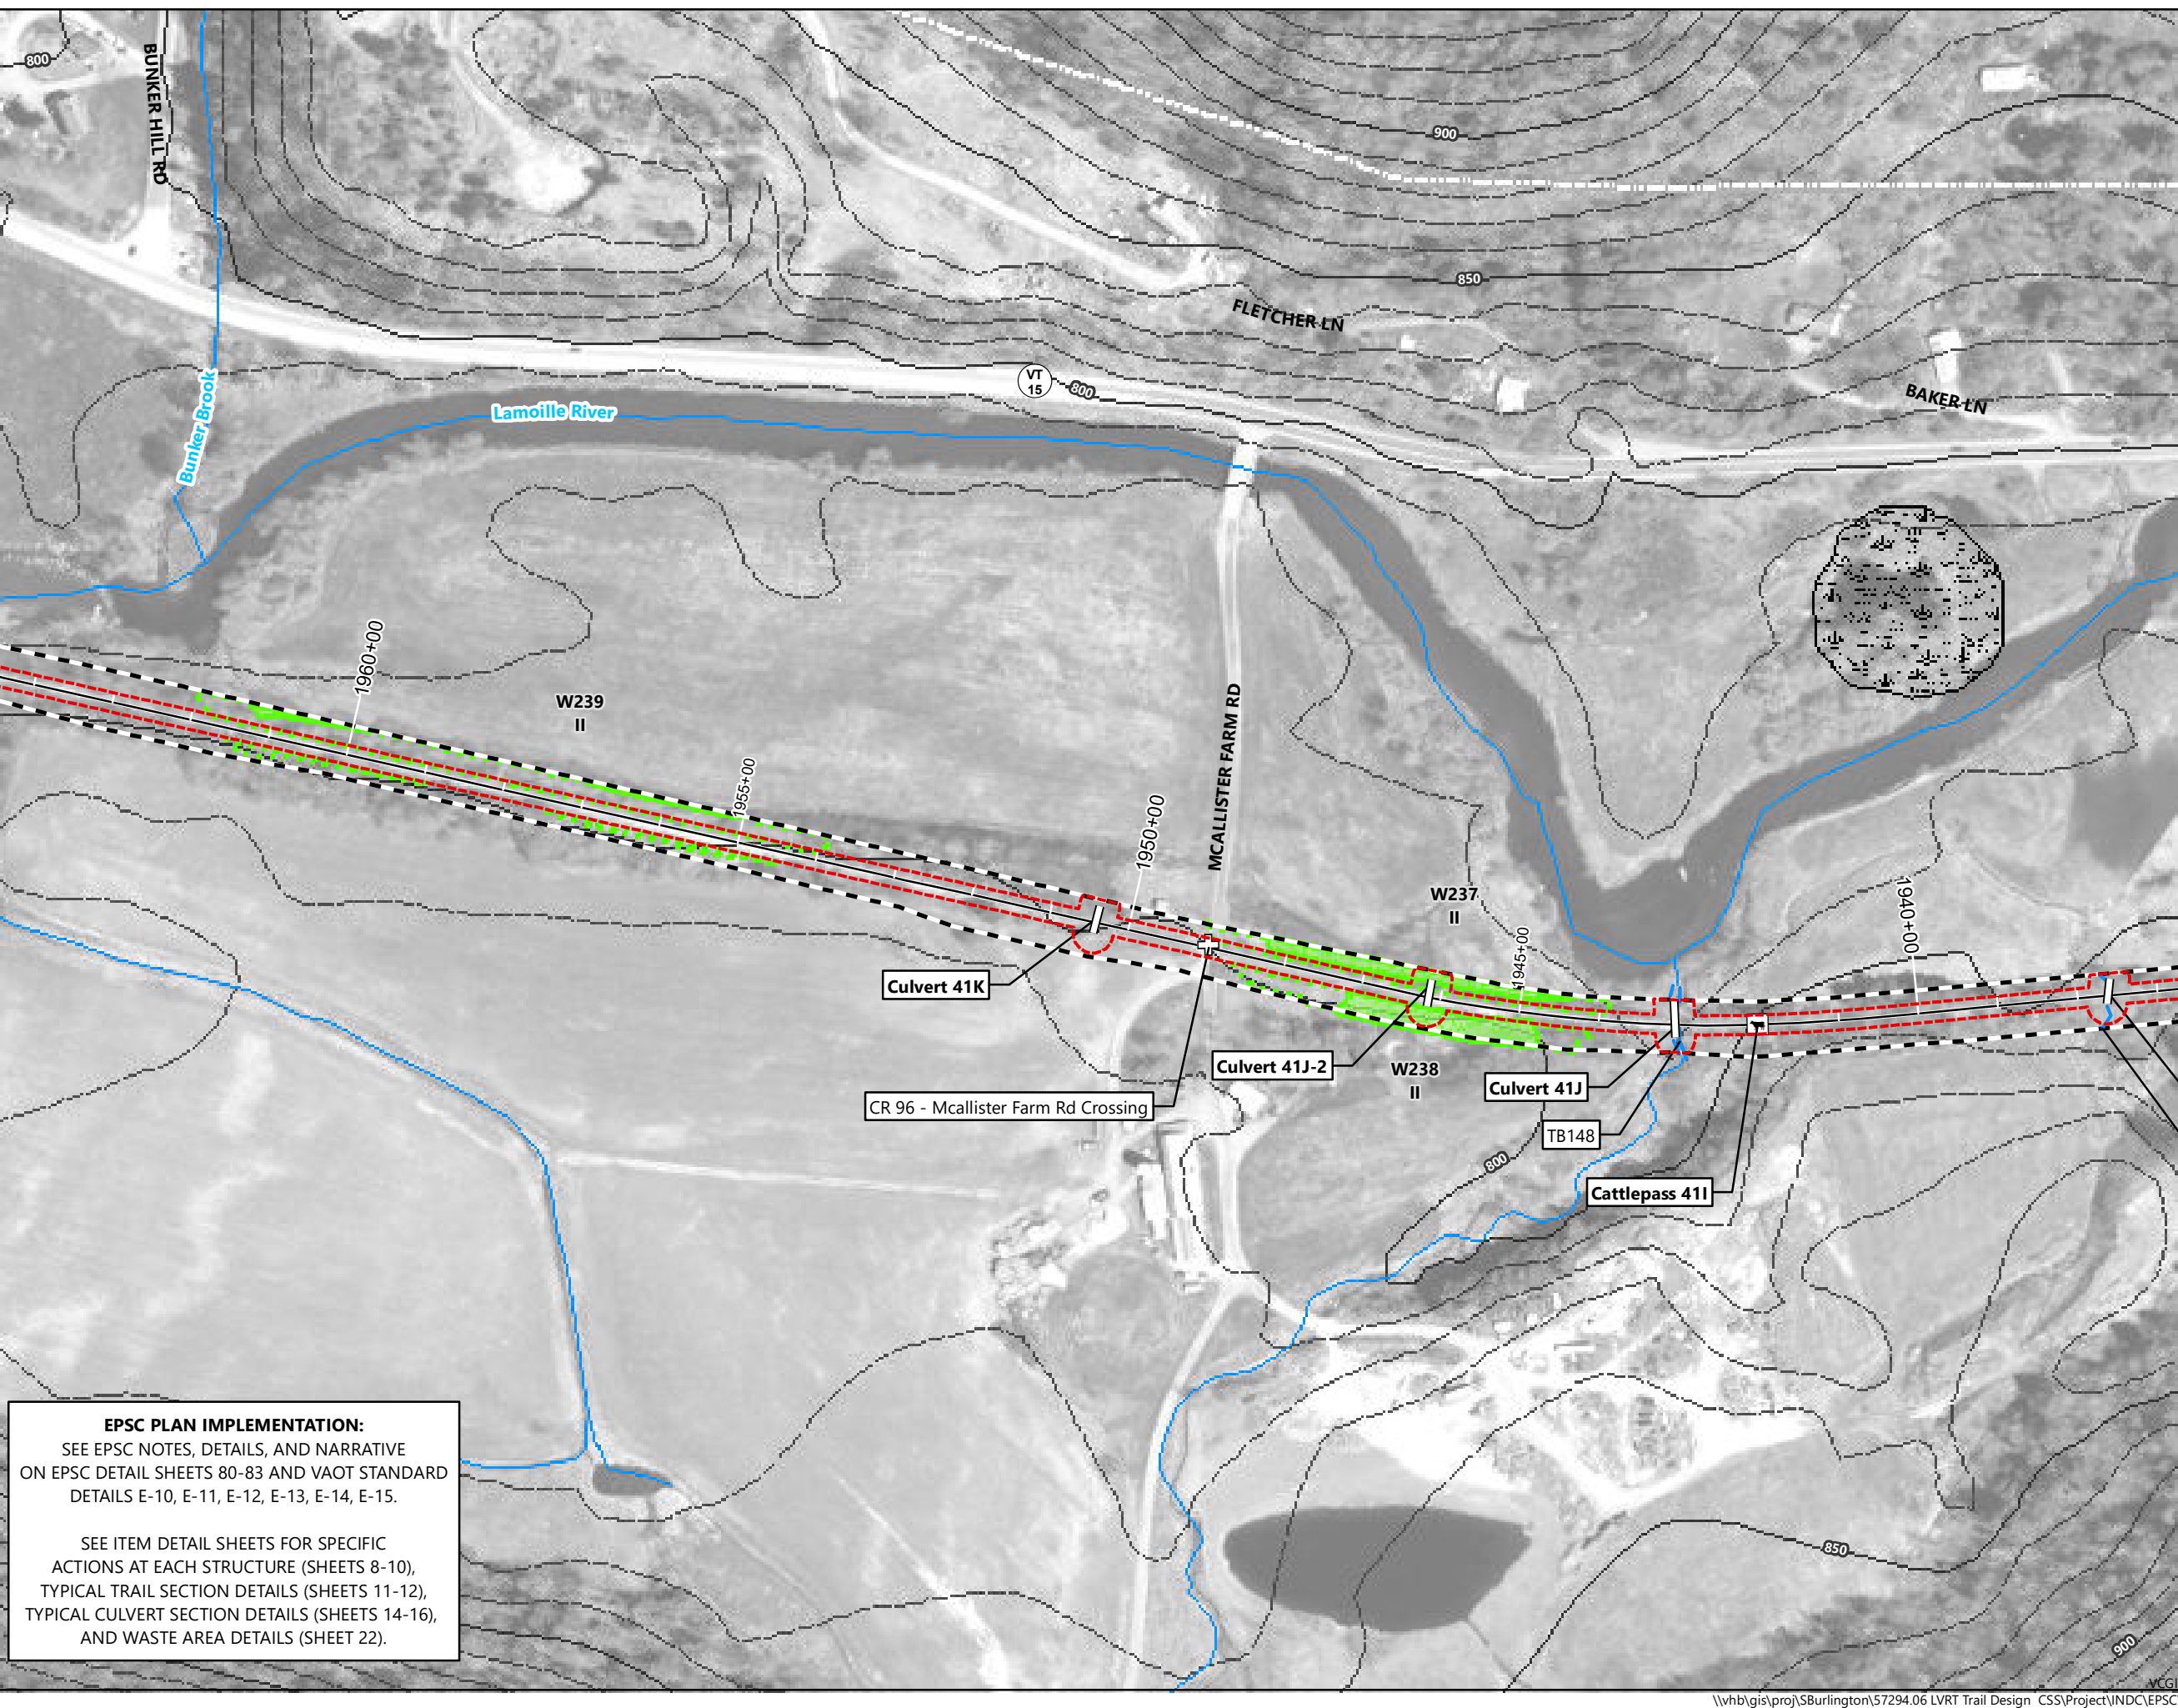 800
BUNKER HILL RD
900
850
FLETCHER LN
VT
15
800
BAKER LN
Bunker Brook
Lamoille River
1960+00
W239
II
1955+00
1950+00
MCALLISTER FARM RD
W237
II
1945+00
1940+00
Culvert 41K
Culvert 41J-2
W238
II
Culvert 41J
CR 96 - Mcallister Farm Rd Crossing
TB148
800
Cattlepass 41I
EPSC PLAN IMPLEMENTATION:
SEE EPSC NOTES, DETAILS, AND NARRATIVE
ON EPSC DETAIL SHEETS 80-83 AND VAOT STANDARD
DETAILS E-10, E-11, E-12, E-13, E-14, E-15.
SEE ITEM DETAIL SHEETS FOR SPECIFIC
ACTIONS AT EACH STRUCTURE (SHEETS 8-10),
TYPICAL TRAIL SECTION DETAILS (SHEETS 11-12),
TYPICAL CULVERT SECTION DETAILS (SHEETS 14-16),
AND WASTE AREA DETAILS (SHEET 22).
850
900
\\vhb\gis\proj\SBurlington\57294.06 LVRT Trail Design_CSS\Project\INDC\EPSC